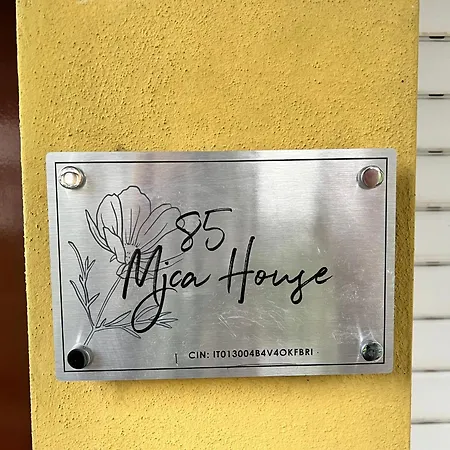 85
Mjca House
CIN: IT013004B4V4OKFBRI